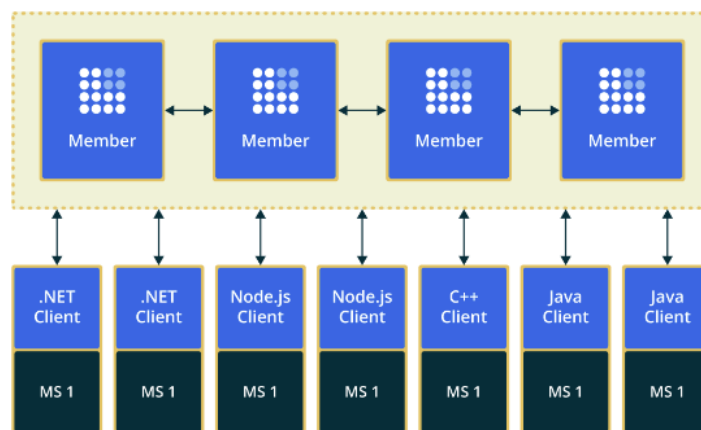 Member
Member
Member
Member
.NET
Client
.NET
Client
Node.js
Client
Node.js
Client
C++
Client
Java
Client
Java
Client
MS 1
MS 1
MS 1
MS 1
MS 1
MS 1
MS 1